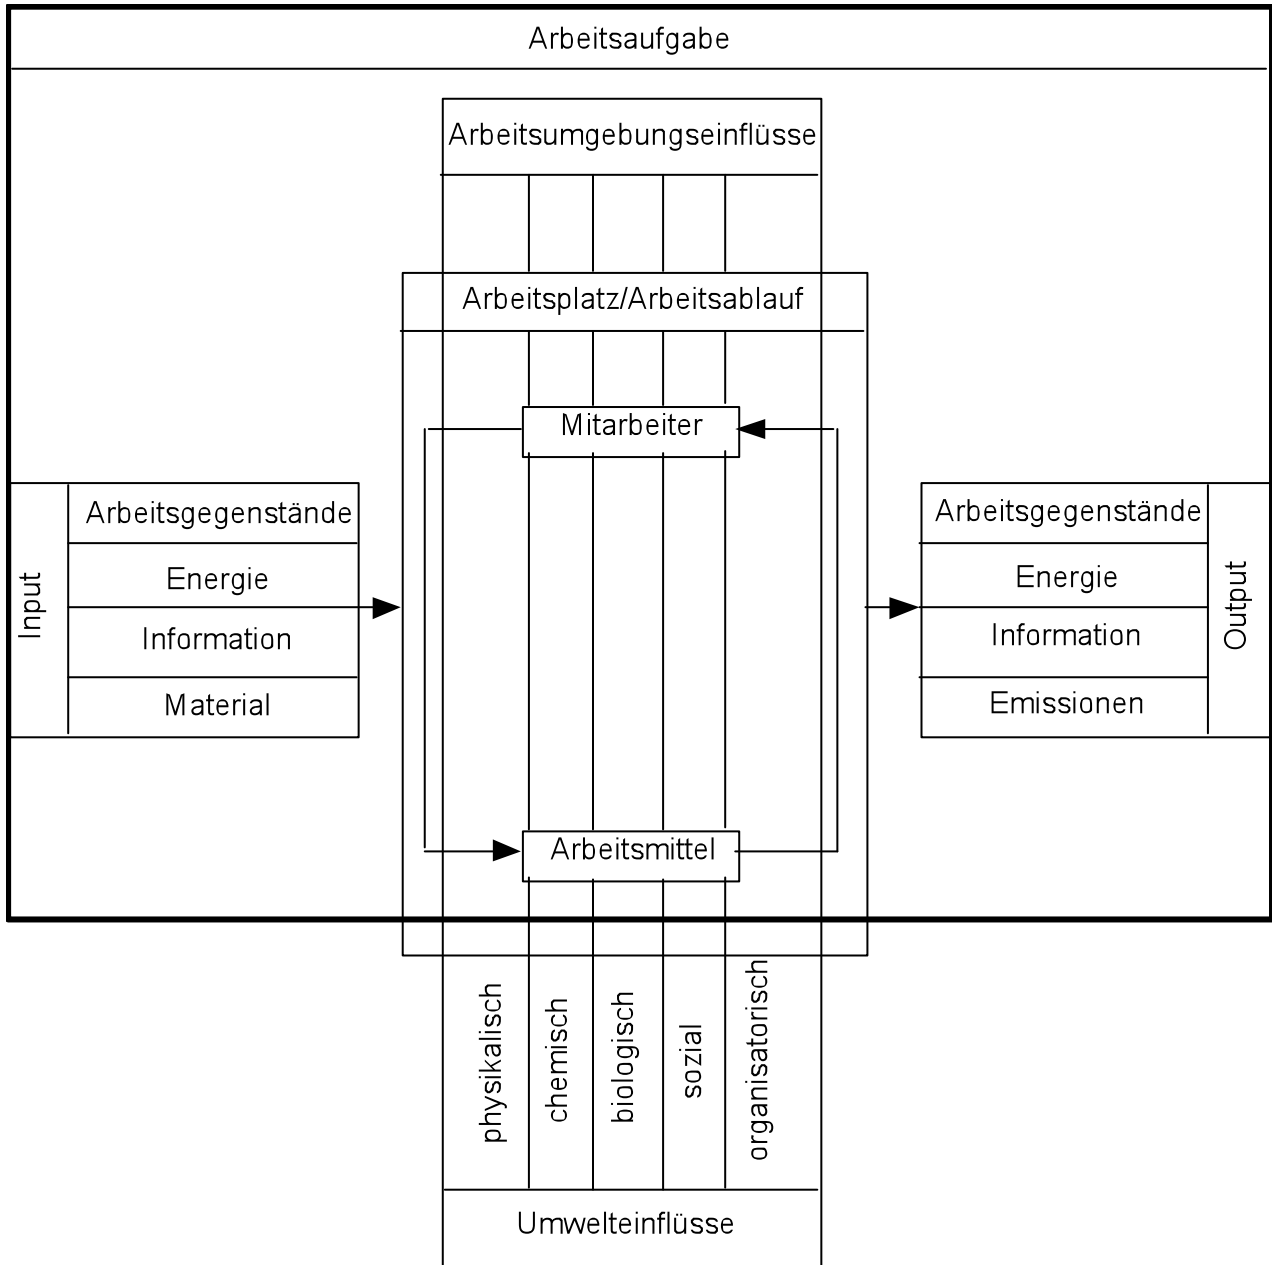 Arbeitsaufgabe
Arbeitsumgebungseinflüsse
Arbeitsplatz/Arbeitsablauf
Mitarbeiter
Input
Arbeitsgegenstände
Energie
Information
Material
Arbeitsgegenstände
Energie
Information
Emissionen
Output
Arbeitsmittel
physikalisch
chemisch
biologisch
sozial
organisatorisch
Umwelteinflüsse